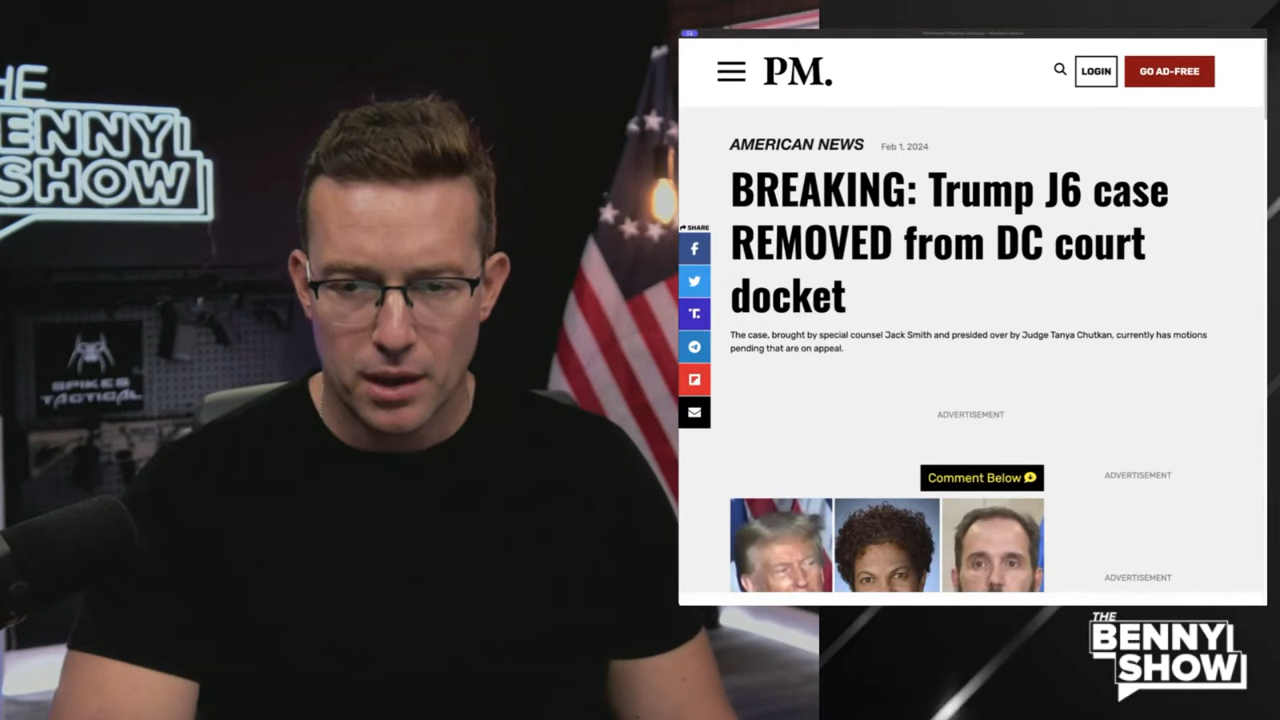 THE
BENNY
SHOW
SPIKES
TACTICAL
PM.
LOGIN
GO AD-FREE
AMERICAN NEWS Feb 1, 2024
BREAKING: Trump J6 case
REMOVED from DC court
docket
SHARE
The case, brought by special counsel Jack Smith and presided over by Judge Tanya Chutkan, currently has motions
pending that are on appeal.
ADVERTISEMENT
Comment Below
ADVERTISEMENT
ADVERTISEMENT
THE
BENNY
SHOW